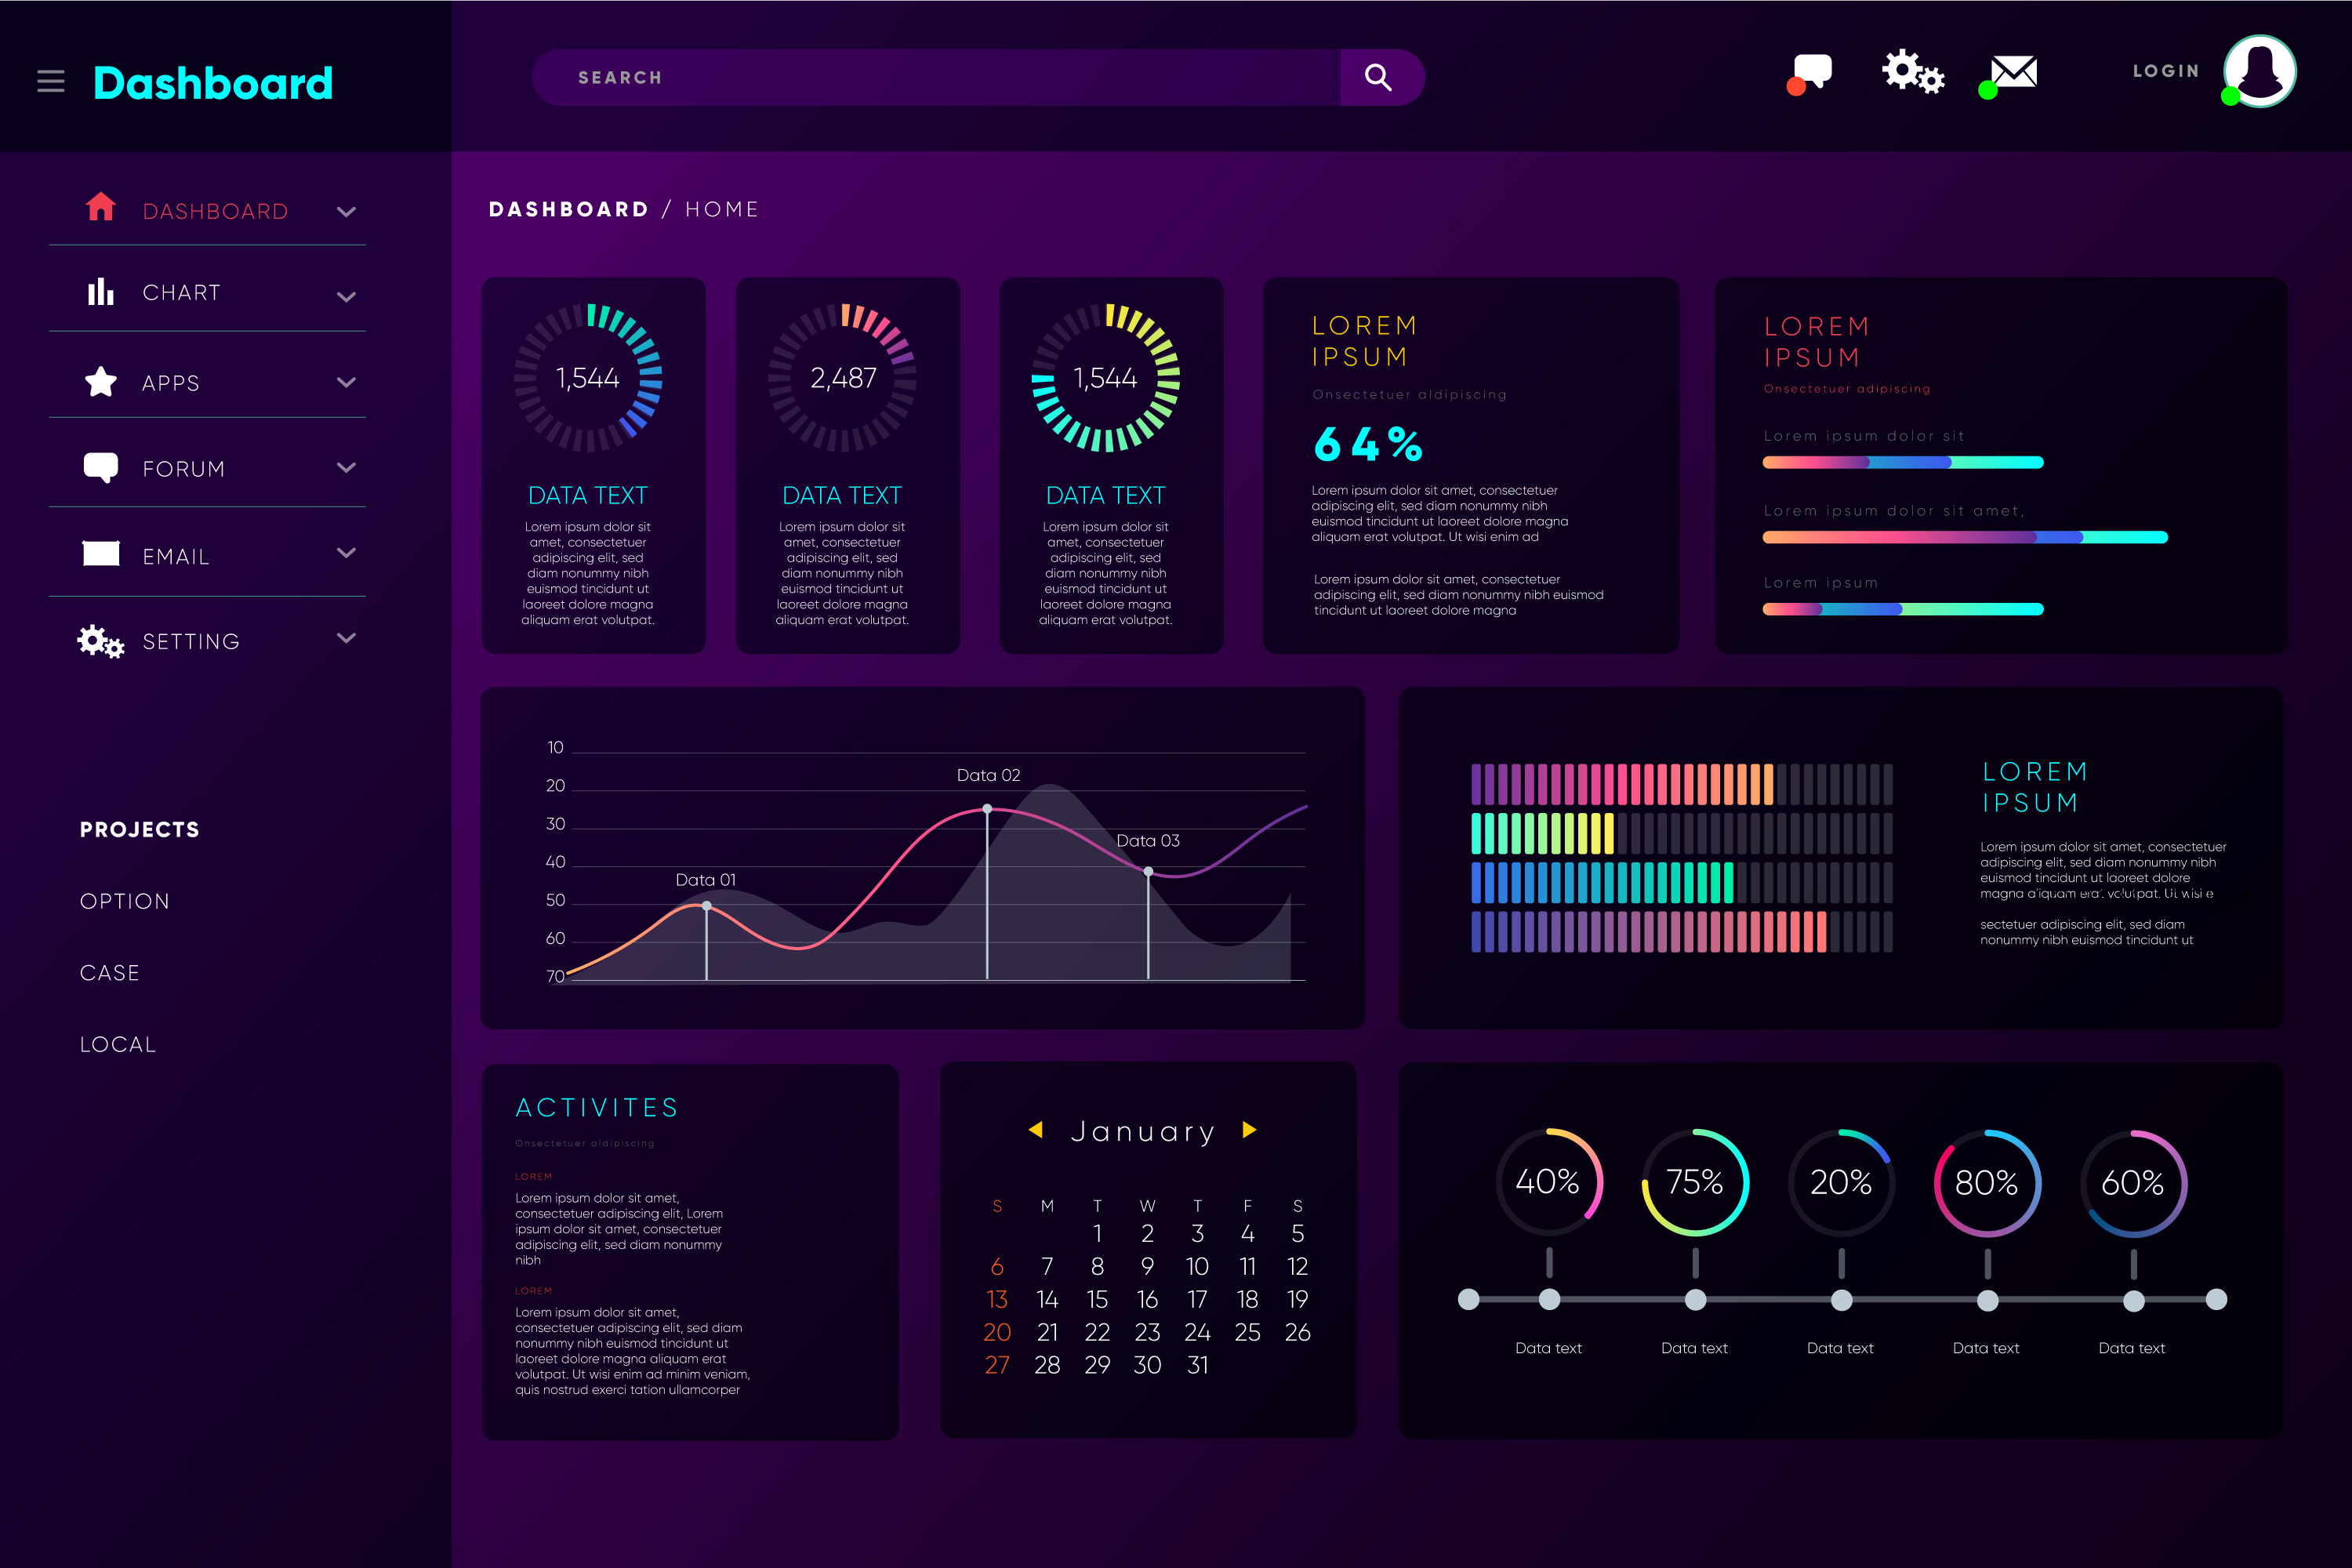 Dashboard
SEARCH
LOGIN
DASHBOARD
CHART
APPS
FORUM
EMAIL
SETTING
PROJECTS
OPTION
CASE
LOCAL
DASHBOARD / HOME
1,544
DATA TEXT
Lorem ipsum dolor sit
amet, consectetuer
adipiscing elit, sed
diam nonummy nibh
euismod tincidunt ut
laoreet dolore magna
aliquam erat volutpat.
2,487
DATA TEXT
Lorem ipsum dolor sit
amet, consectetuer
adipiscing elit, sed
diam nonummy nibh
euismod tincidunt ut
laoreet dolore magna
aliquam erat volutpat.
1,544
DATA TEXT
Lorem ipsum dolor sit
amet, consectetuer
adipiscing elit, sed
diam nonummy nibh
euismod tincidunt ut
laoreet dolore magna
aliquam erat volutpat.
LOREM
IPSUM
Onsectetuer aldipiscing
64%
Lorem ipsum dolor sit amet, consectetuer
adipiscing elit, sed diam nonummy nibh
euismod tincidunt ut laoreet dolore magna
aliquam erat volutpat. Ut wisi enim ad
Lorem ipsum dolor sit amet, consectetuer
adipiscing elit, sed diam nonummy nibh euismod
tincidunt ut laoreet dolore magna
LOREM
IPSUM
Onsectetuer adipiscing
Lorem ipsum dolor sit
Lorem ipsum dolor sit amet,
Lorem ipsum
10
20
30
40
50
60
70
Data 01
Data 02
Data 03
LOREM
IPSUM
Lorem ipsum dolor sit amet, consectetuer
adipiscing elit, sed diam nonummy nibh
euismod tincidunt ut laoreet dolore
magna aliquam erat volutpat. Ut wisi e
sectetuer adipiscing elit, sed diam
nonummy nibh euismod tincidunt ut
ACTIVITES
Onsectetuer aldipiscing
LOREM
Lorem ipsum dolor sit amet,
consectetuer adipiscing elit, Lorem
ipsum dolor sit amet, consectetuer
adipiscing elit, sed diam nonummy
nibh
LOREM
Lorem ipsum dolor sit amet,
consectetuer adipiscing elit, sed diam
nonummy nibh euismod tincidunt ut
laoreet dolore magna aliquam erat
volutpat. Ut wisi enim ad minim veniam,
quis nostrud exerci tation ullamcorper
January
S M T W T F S
1 2 3 4 5
6 7 8 9 10 11 12
13 14 15 16 17 18 19
20 21 22 23 24 25 26
27 28 29 30 31
40% 75% 20% 80% 60%
Data text Data text Data text Data text Data text